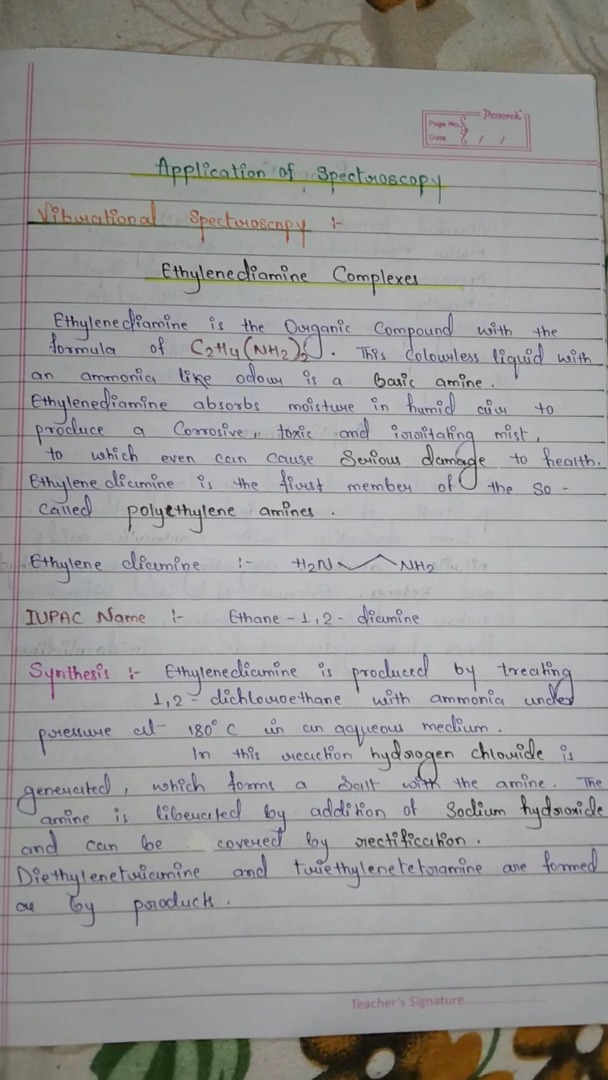 Peacock
Page No.
Date / /
Application of Spectroscopy
Vibrational Spectroscopy :-
Ethylenediamine Complexes
Ethylenediamine is the Organic Compound with the
formula of C2H4(NH2)2. This Colourless liquid with
an ammonia like odour is a basic amine.
Ethylenediamine absorbs moisture in humid air to
produce a Corrosive, toxic and irritating mist,
to which even can cause Serious damage to health.
Ethylene diamine is the first member of the so-
called polyethylene amines.
Ethylene diamine :- H2N NH2
IUPAC Name :- Ethane-1,2-diamine
Synthesis :- Ethylenediamine is produced by treating
1,2-dichloroethane with ammonia under
pressure at 180°C in an aqueous medium.
In this reaction hydrogen chloride is
generated, which forms a Salt with the amine. The
amine is liberated by addition of Sodium hydroxide
and can be covered by rectification.
Diethylenetriamine and triethylenetetramine are formed
as by products.
Teacher's Signature